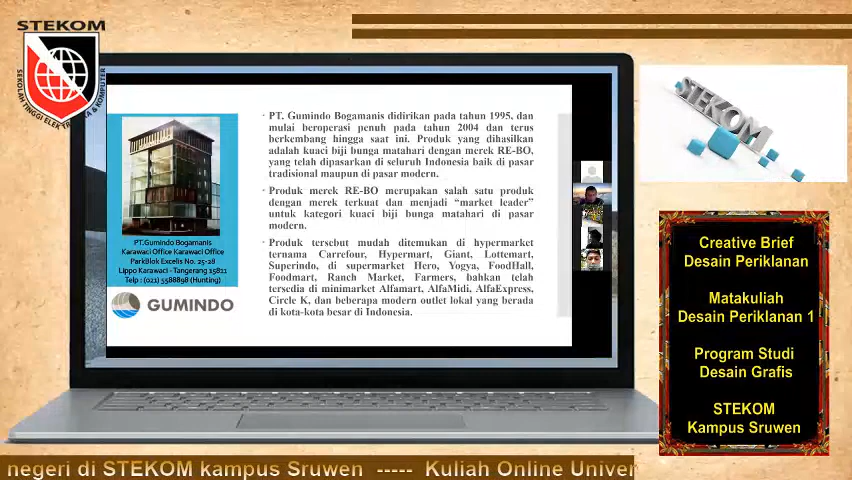 STEKOM
SEKOLAH TINGGI ELEKTRONIKA & KOMPUTER
· PT. Gumindo Bogamanis didirikan pada tahun 1995, dan
mulai beroperasi penuh pada tahun 2004 dan terus
berkembang hingga saat ini. Produk yang dihasilkan
adalah kuaci biji bunga matahari dengan merek RE-BO,
yang telah dipasarkan di seluruh Indonesia baik di pasar
tradisional maupun di pasar modern.
· Produk merek RE-BO merupakan salah satu produk
dengan merek terkuat dan menjadi “market leader”
untuk kategori kuaci biji bunga matahari di pasar
modern.
· Produk tersebut mudah ditemukan di hypermarket
ternama Carrefour, Hypermart, Giant, Lottemart,
Superindo, di supermarket Hero, Yogya, FoodHall,
Foodmart, Ranch Market, Farmers, bahkan telah
tersedia di minimarket Alfamart, AlfaMidi, AlfaExpress,
Circle K, dan beberapa modern outlet lokal yang berada
di kota-kota besar di Indonesia.
PT.Gumindo Bogamanis
Karawaci Office Karawaci Office
ParkBlok Excelis No. 25-28
Lippo Karawaci - Tangerang 15811
Telp : (021) 5588898 (Hunting)
GUMINDO
STEKOM
Creative Brief
Desain Periklanan
Matakuliah
Desain Periklanan 1
Program Studi
Desain Grafis
STEKOM
Kampus Sruwen
negeri di STEKOM kampus Sruwen ----- Kuliah Online Univer